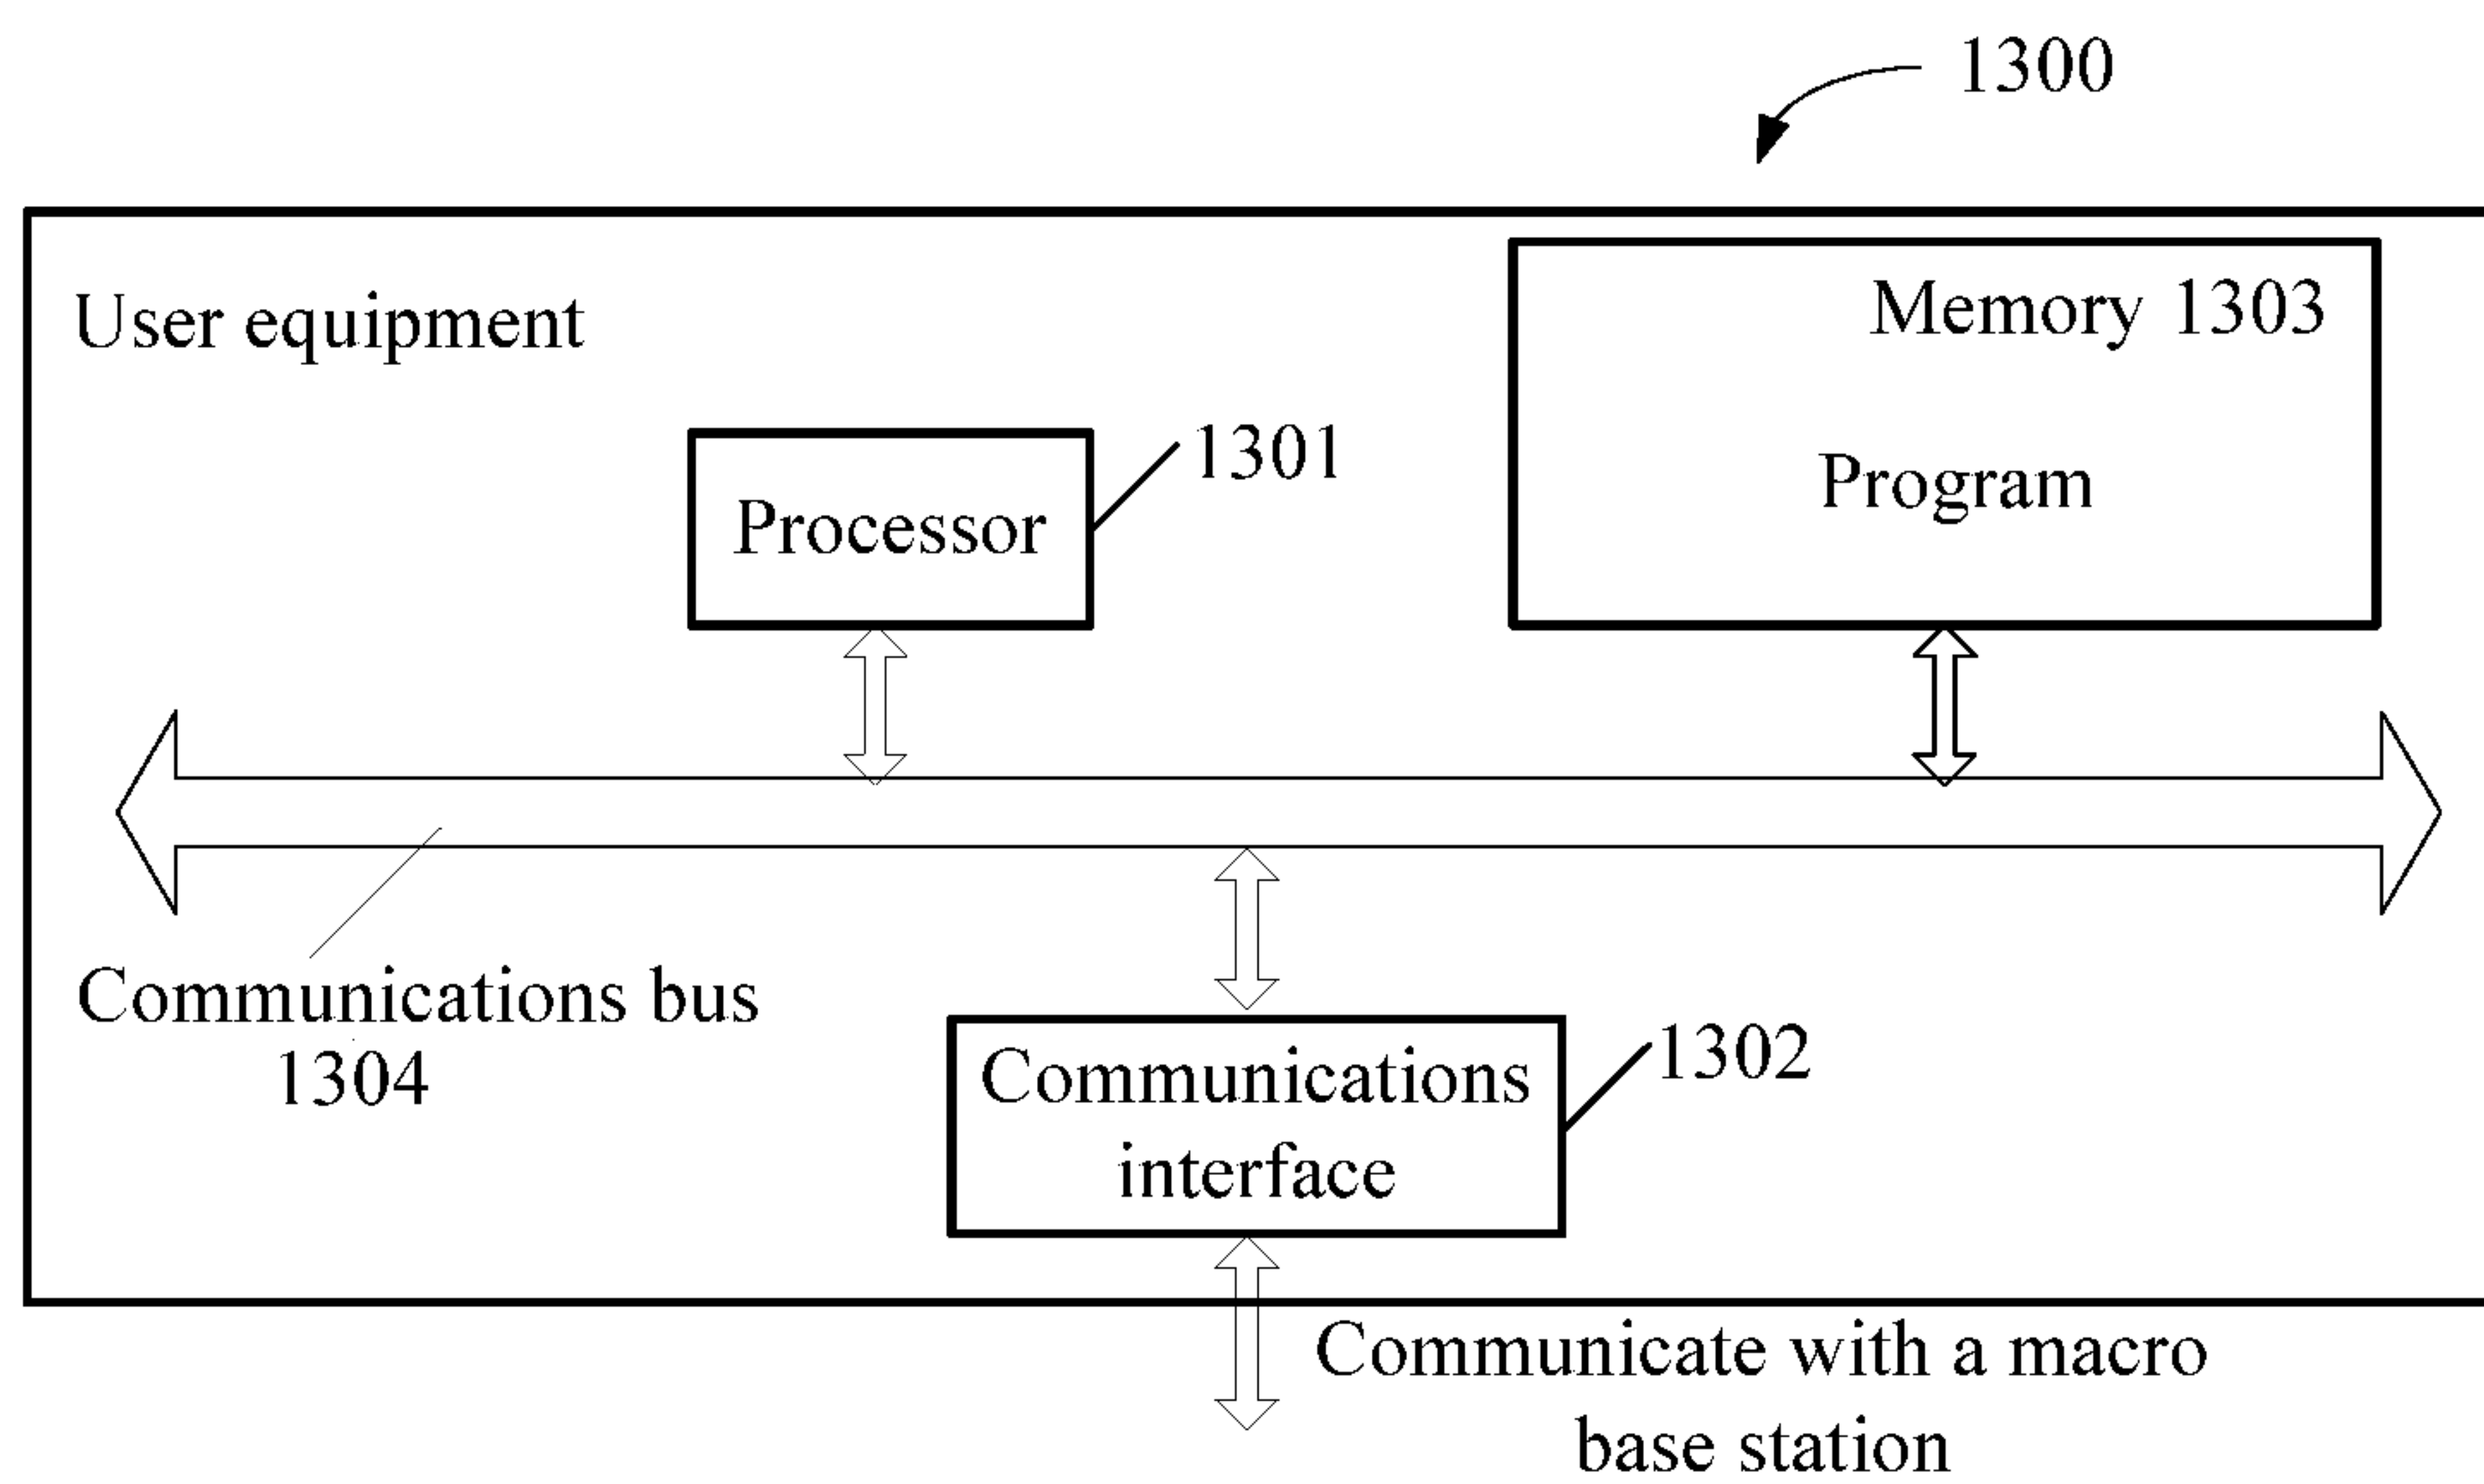 1300
User equipment
Memory 1303
Program
1301
Processor
Communications bus
1304
1302
Communications
interface
Communicate with a macro
base station